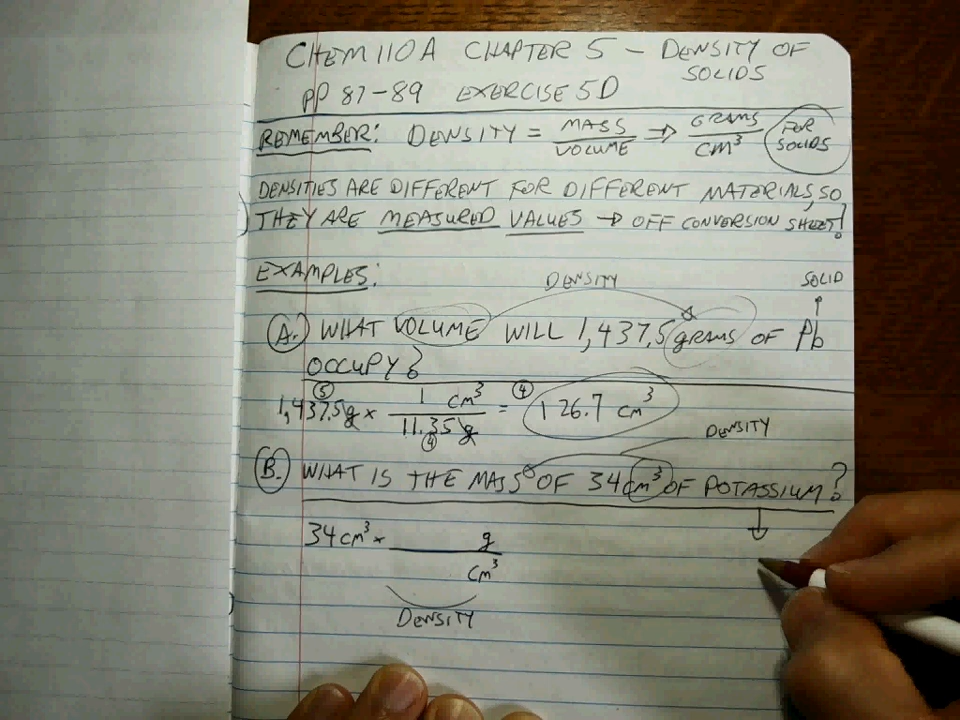 CHEM 110A CHAPTER 5 – DENSITY OF SOLIDS
PP 87-89 EXERCISE 5D
REMEMBER: DENSITY = MASS / VOLUME ⇒ GRAMS / CM³ FOR SOLIDS
DENSITIES ARE DIFFERENT FOR DIFFERENT MATERIALS, SO
THEY ARE MEASURED VALUES → OFF CONVERSION SHEET!
EXAMPLES:
DENSITY
SOLID
A. WHAT VOLUME WILL 1,437.5 grams OF Pb
OCCUPY?
1,437.5g × 1 cm³ / 11.35 g = 126.7 cm³
5
4
4
DENSITY
B. WHAT IS THE MASS OF 34 cm³ OF POTASSIUM?
34 cm³ × g / cm³
DENSITY